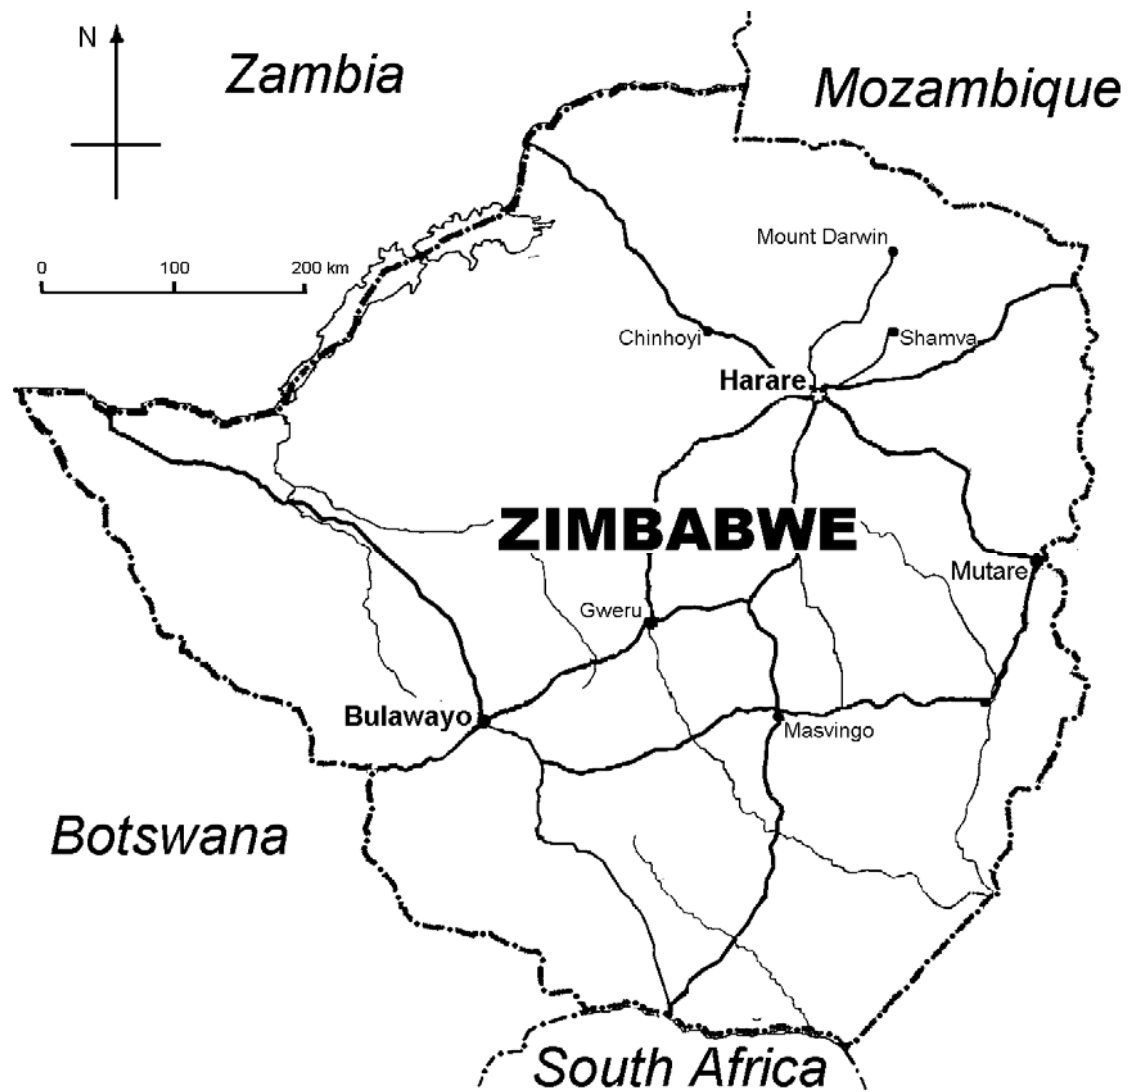 N
Zambia
Mozambique
Mount Darwin
0 100 200 km
Chinhoyi
Shamva
Harare
ZIMBABWE
Mutare
Gweru
Bulawayo
Masvingo
Botswana
South Africa